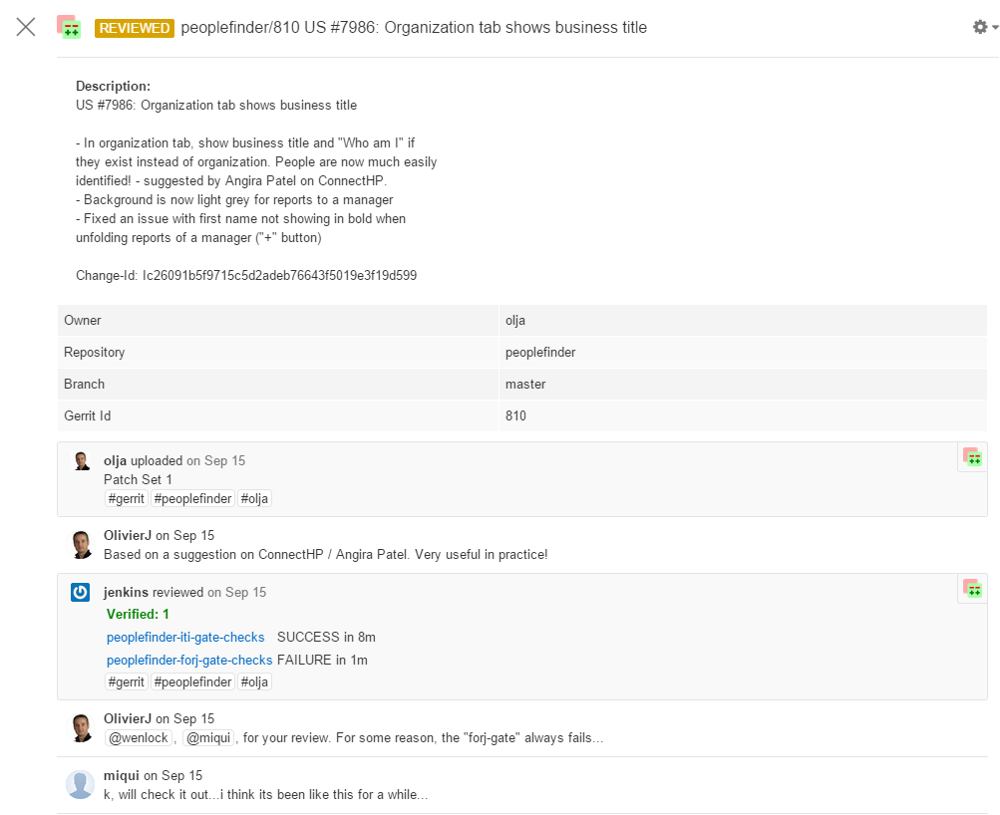 REVIEWED peoplefinder/810 US #7986: Organization tab shows business title
Description:
US #7986: Organization tab shows business title
- In organization tab, show business title and "Who am I" if
they exist instead of organization. People are now much easily
identified! - suggested by Angira Patel on ConnectHP.
- Background is now light grey for reports to a manager
- Fixed an issue with first name not showing in bold when
unfolding reports of a manager ("+" button)
Change-Id: Ic26091b5f9715c5d2adeb76643f5019e3f19d599
Owner olja
Repository peoplefinder
Branch master
Gerrit Id 810
olja uploaded on Sep 15
Patch Set 1
#gerrit #peoplefinder #olja
OlivierJ on Sep 15
Based on a suggestion on ConnectHP / Angira Patel. Very useful in practice!
jenkins reviewed on Sep 15
Verified: 1
peoplefinder-iti-gate-checks SUCCESS in 8m
peoplefinder-forj-gate-checks FAILURE in 1m
#gerrit #peoplefinder #olja
OlivierJ on Sep 15
@wenlock, @miqui, for your review. For some reason, the "forj-gate" always fails...
miqui on Sep 15
k, will check it out...i think its been like this for a while...